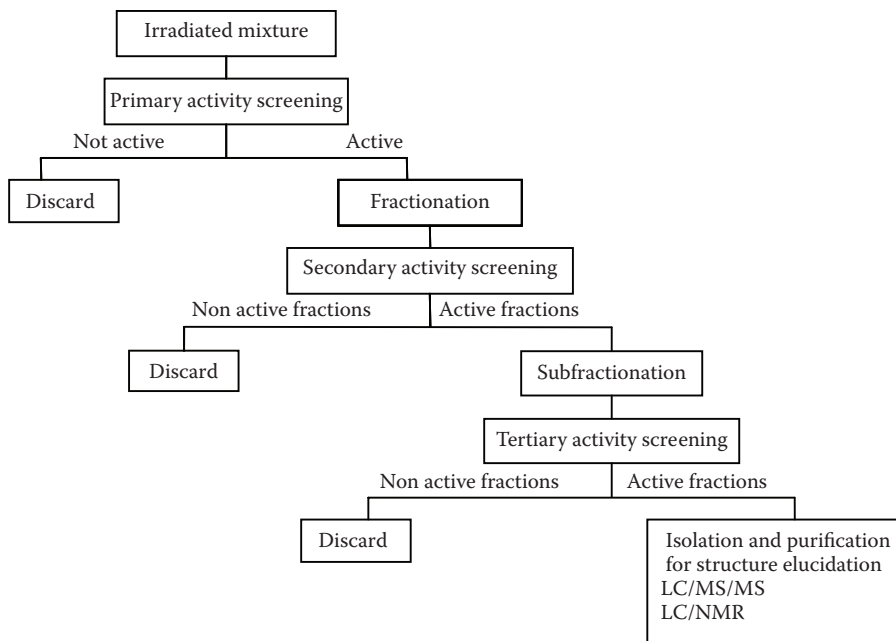 Irradiated mixture
Primary activity screening
Not active
Active
Discard
Fractionation
Secondary activity screening
Non active fractions
Active fractions
Discard
Subfractionation
Tertiary activity screening
Non active fractions
Active fractions
Discard
Isolation and purification
for structure elucidation
LC/MS/MS
LC/NMR